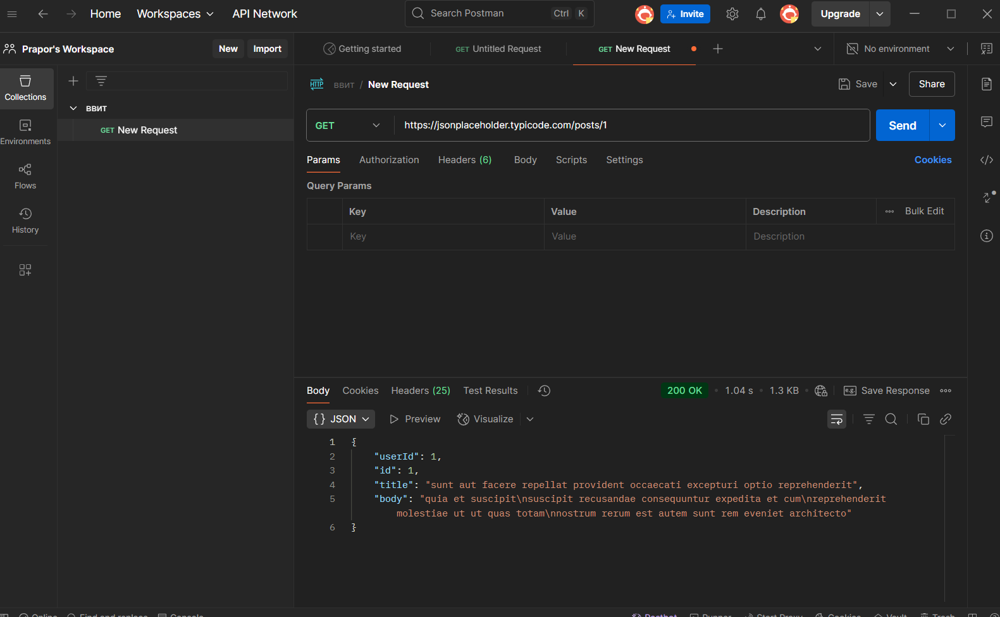 Home Workspaces API Network Search Postman Ctrl K Invite Upgrade
Prapor's Workspace New Import Getting started GET Untitled Request GET New Request No environment
Collections
Environments
Flows
History
ВВИТ
GET New Request
HTTP ВВИТ / New Request Save Share
GET https://jsonplaceholder.typicode.com/posts/1 Send
Params Authorization Headers (6) Body Scripts Settings Cookies
Query Params
Key Value Description Bulk Edit
Key Value Description
Body Cookies Headers (25) Test Results 200 OK 1.04 s 1.3 KB e.g. Save Response
{} JSON Preview Visualize
1 {
2 "userId": 1,
3 "id": 1,
4 "title": "sunt aut facere repellat provident occaecati excepturi optio reprehenderit",
5 "body": "quia et suscipit\nsuscipit recusandae consequuntur expedita et cum\nreprehenderit
molestiae ut ut quas totam\nnostrum rerum est autem sunt rem eveniet architecto"
6 }
Online Find and replace Console Postbot Runner Start Proxy Cookies Vault Trash